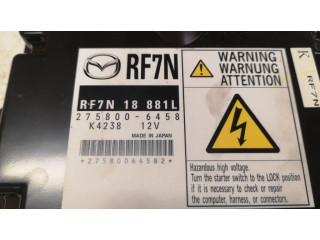 RF7N
RF7N 18 881L
275800-6458
K4238 12V
MADE IN JAPAN
*27580064582*
WARNING
WARNUNG
ATTENTION
Hazardous high voltage.
Turn the starter switch to the LOCK position
if it is necessary to check or repair
the computer, harness, or connectors.
K
RF7N